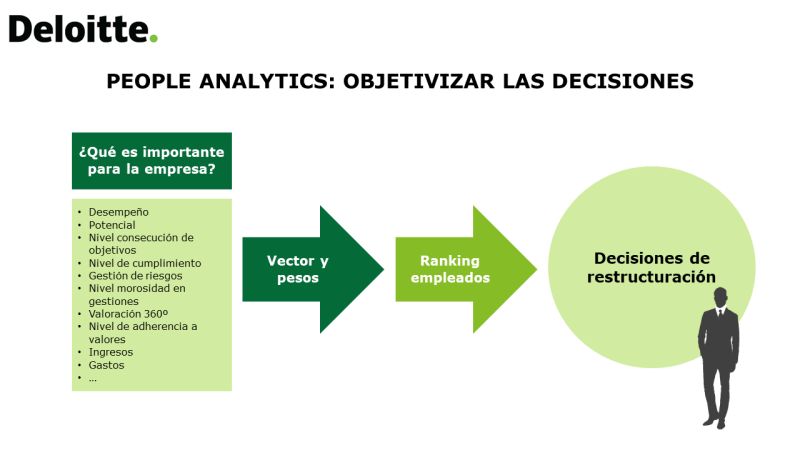 Deloitte.
PEOPLE ANALYTICS: OBJETIVIZAR LAS DECISIONES
¿Qué es importante
para la empresa?
• Desempeño
• Potencial
• Nivel consecución de
objetivos
• Nivel de cumplimiento
• Gestión de riesgos
• Nivel morosidad en
gestiones
• Valoración 360º
• Nivel de adherencia a
valores
• Ingresos
• Gastos
• …
Vector y
pesos
Ranking
empleados
Decisiones de
restructuración